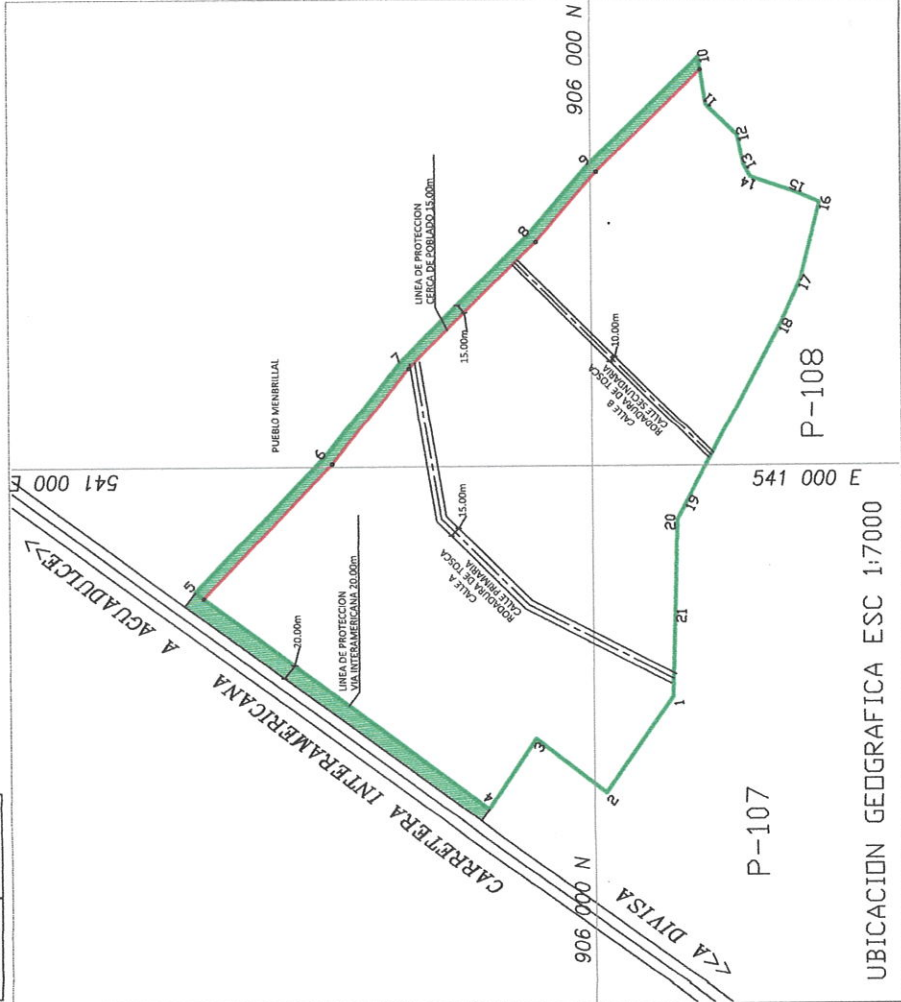 541 000 E
<<A AGUADULCE>>
PUEBLO MENBRILLAL
LINEA DE PROTECCION
CERCA DE POBLADO 15.00m
906 000 N
5
6
7
8
9
10
11
12
13
14
15
16
17
18
19
20
21
1
2
3
4
20.00m
LINEA DE PROTECCION
VIA INTERAMERICANA 20.00m
15.00m
15.00m
CALLE A
RODADURA DE TOSCA
CALLE PRIMARIA
10.00m
CALLE B
RODADURA DE TOSCA
CALLE SECUNDARIA
CARRETERA INTERAMERICANA
906 000 N
<<A DIVISA
P-107
P-108
541 000 E
UBICACION GEOGRAFICA ESC 1:7000